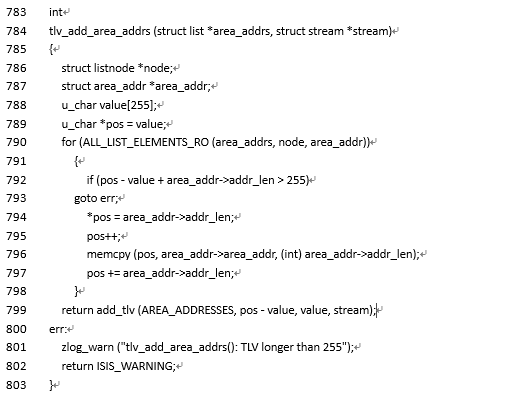 783 int↵
784 tlv_add_area_addrs (struct list *area_addrs, struct stream *stream)↵
785 {↵
786 struct listnode *node;↵
787 struct area_addr *area_addr;↵
788 u_char value[255];↵
789 u_char *pos = value;↵
790 for (ALL_LIST_ELEMENTS_RO (area_addrs, node, area_addr))↵
791 {↵
792 if (pos - value + area_addr->addr_len > 255)↵
793 goto err;↵
794 *pos = area_addr->addr_len;↵
795 pos++;↵
796 memcpy (pos, area_addr->area_addr, (int) area_addr->addr_len);↵
797 pos += area_addr->addr_len;↵
798 }↵
799 return add_tlv (AREA_ADDRESSES, pos - value, value, stream);↵
800 err:↵
801 zlog_warn ("tlv_add_area_addrs(): TLV longer than 255");↵
802 return ISIS_WARNING;↵
803 }↵